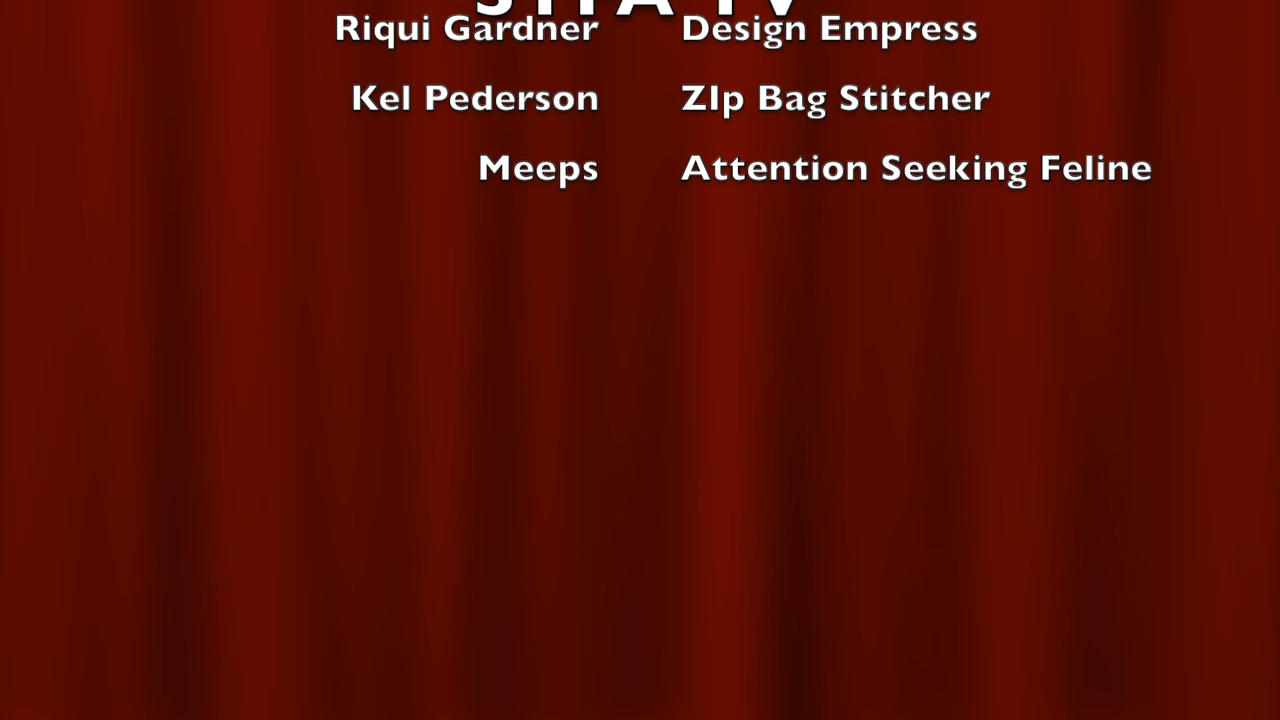 Riqui Gardner Design Empress
Kel Pederson ZIp Bag Stitcher
Meeps Attention Seeking Feline